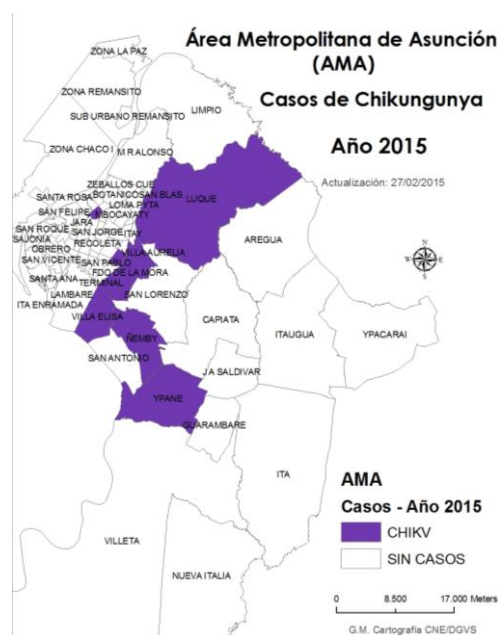 Área Metropolitana de Asunción
(AMA)
Casos de Chikungunya
Año 2015
Actualización: 27/02/2015
ZONA LA PAZ
ZONA REMANSITO
SUB URBANO REMANSITO
LIMPIO
ZONA CHACO I
M R ALONSO
ZEBALLOS CUE
BOTANICO
SAN BLAS
LUQUE
SANTA ROSA
LOMA PYTA
SAN FELIPE
MBOCAYATY
JARA
SAN ROQUE
SAN JORGE
ITAY
SAJONIA
RECOLETA
OBRERO
VILLA AURELIA
AREGUA
SAN VICENTE
SAN PABLO
FDO DE LA MORA
SANTA ANA
TERMINAL
LAMBARE
SAN LORENZO
ITA ENRAMADA
VILLA ELISA
CAPIATA
ITAUGUA
YPACARAI
ÑEMBY
SAN ANTONIO
J A SALDIVAR
YPANE
GUARAMBARE
ITA
VILLETA
NUEVA ITALIA
N
W
E
S
AMA
Casos - Año 2015
CHIKV
SIN CASOS
0 8.500 17.000 Meters
G.M. Cartografía CNE/DGVS